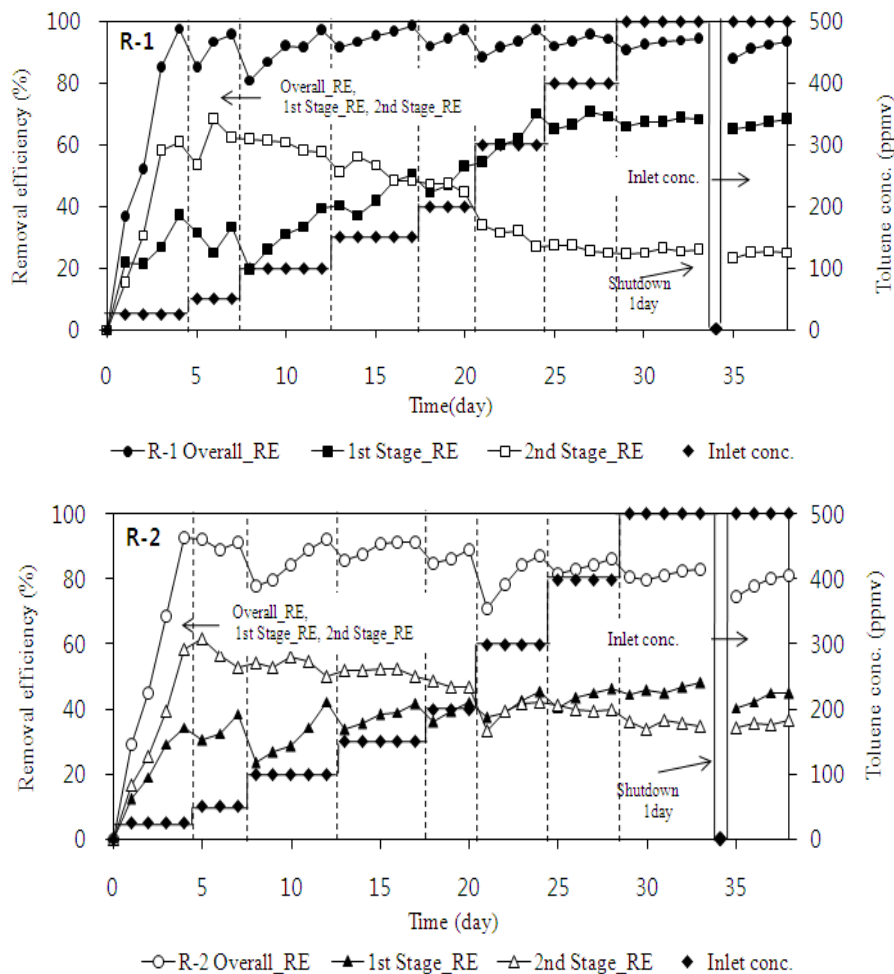 R-1
Removal efficiency (%)
100
80
60
40
20
0
Overall_RE,
1st Stage_RE, 2nd Stage_RE
Inlet conc.
Shutdown
1day
500
400
300
200
100
0
Toluene conc. (ppmv)
0 5 10 15 20 25 30 35
Time(day)
R-1 Overall_RE 1st Stage_RE 2nd Stage_RE Inlet conc.
R-2
Removal efficiency (%)
100
80
60
40
20
0
Overall_RE,
1st Stage_RE, 2nd Stage_RE
Inlet conc.
Shutdown
1day
500
400
300
200
100
0
Toluene conc. (ppmv)
0 5 10 15 20 25 30 35
Time (day)
R-2 Overall_RE 1st Stage_RE 2nd Stage_RE Inlet conc.